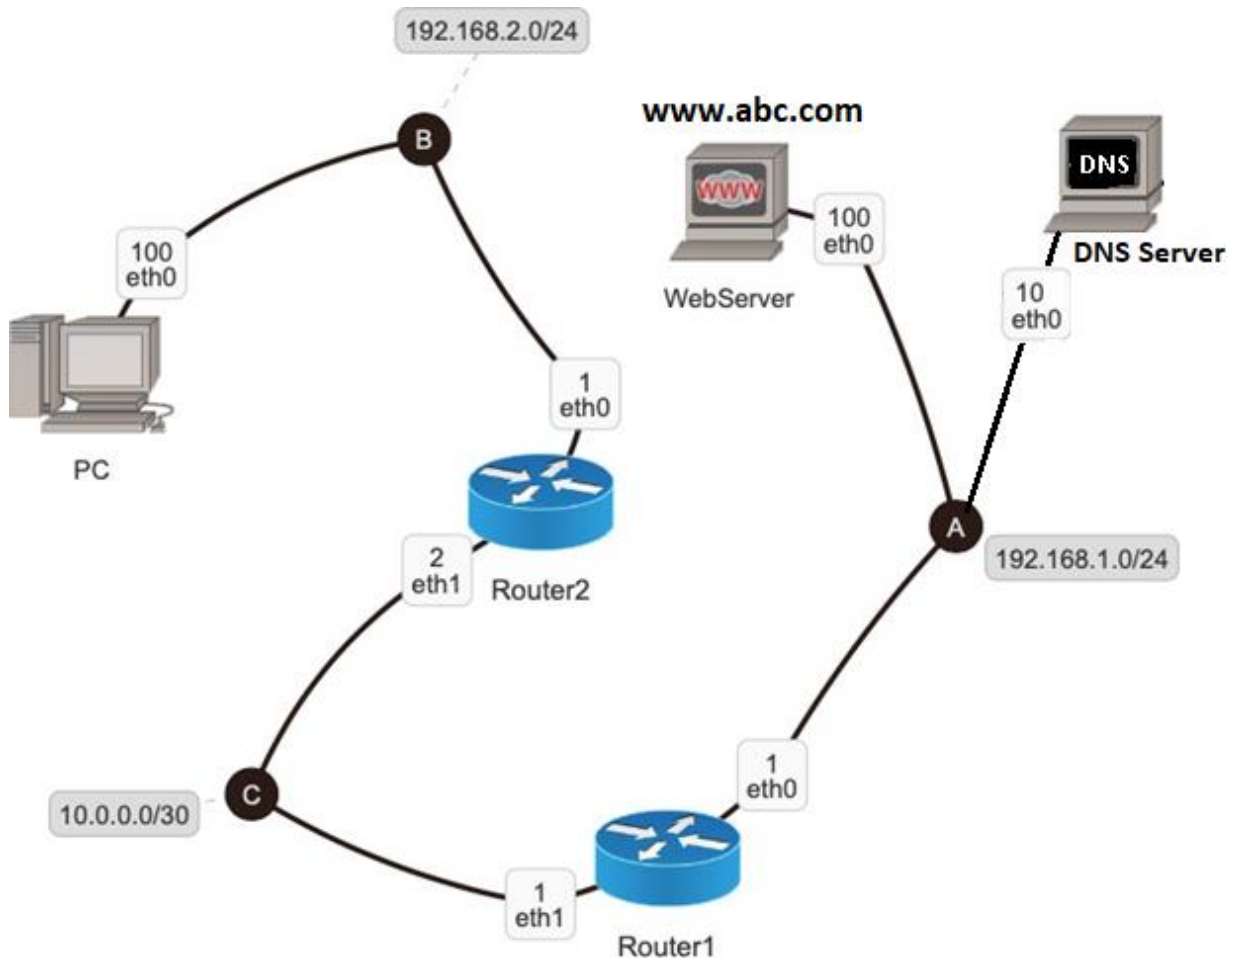 192.168.2.0/24
B
www.abc.com
WWW
DNS
100
eth0
DNS Server
100
eth0
WebServer
10
eth0
1
eth0
PC
A
192.168.1.0/24
2
eth1
Router2
C
10.0.0.0/30
1
eth0
1
eth1
Router1